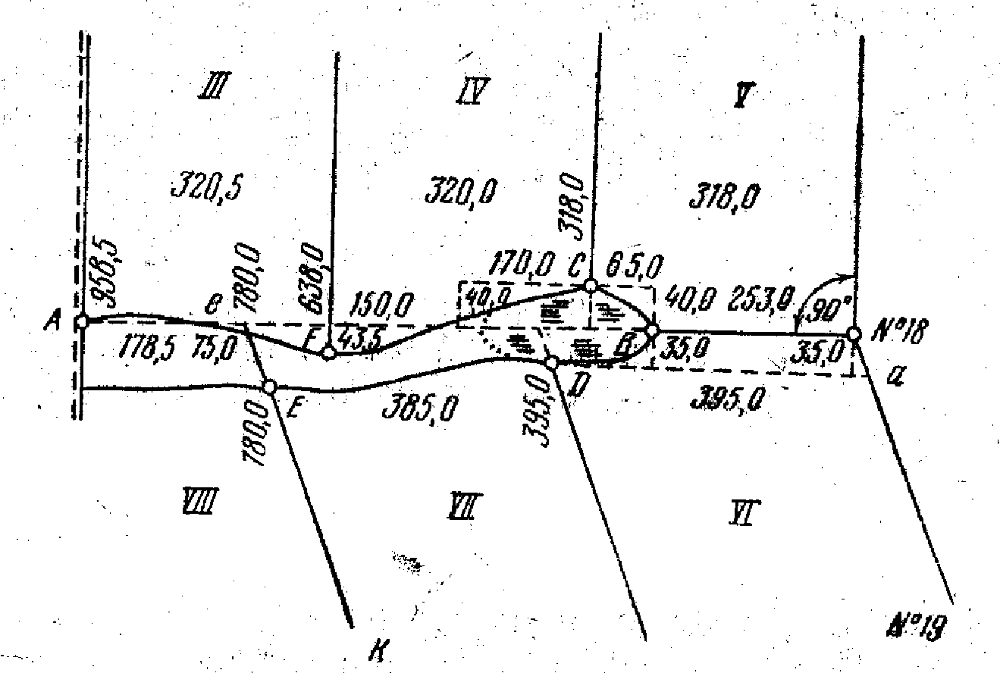 III IV V
320,5 320,0 318,0
318,0
958,5 780,0 638,0
170,0 C 65,0
e 150,0 40,0 40,0 253,0 90°
A F 43,5 B N°18
178,5 75,0 35,0 35,0
a
E 385,0 395,0 D 395,0
780,0
VIII VII VI
N°19
K